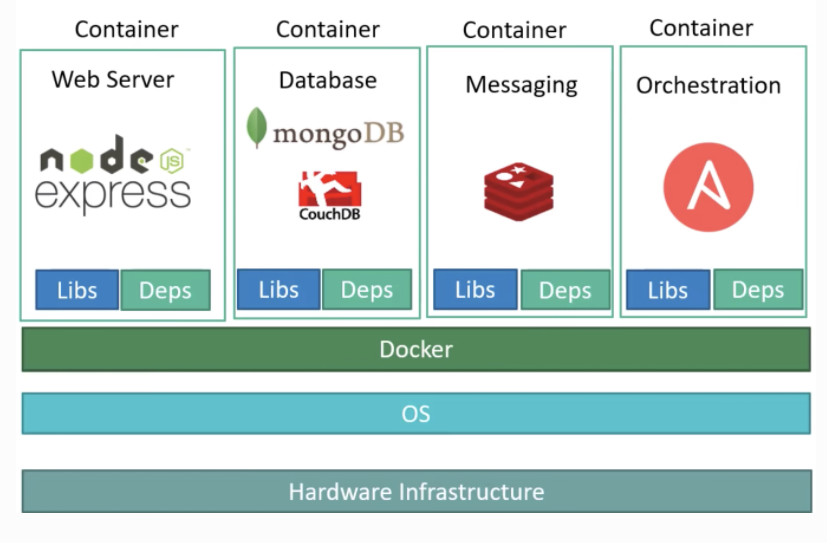 Container
Container
Container
Container
Web Server
Database
Messaging
Orchestration
node JS
express
mongoDB
CouchDB
A
Libs
Deps
Libs
Deps
Libs
Deps
Libs
Deps
Docker
OS
Hardware Infrastructure